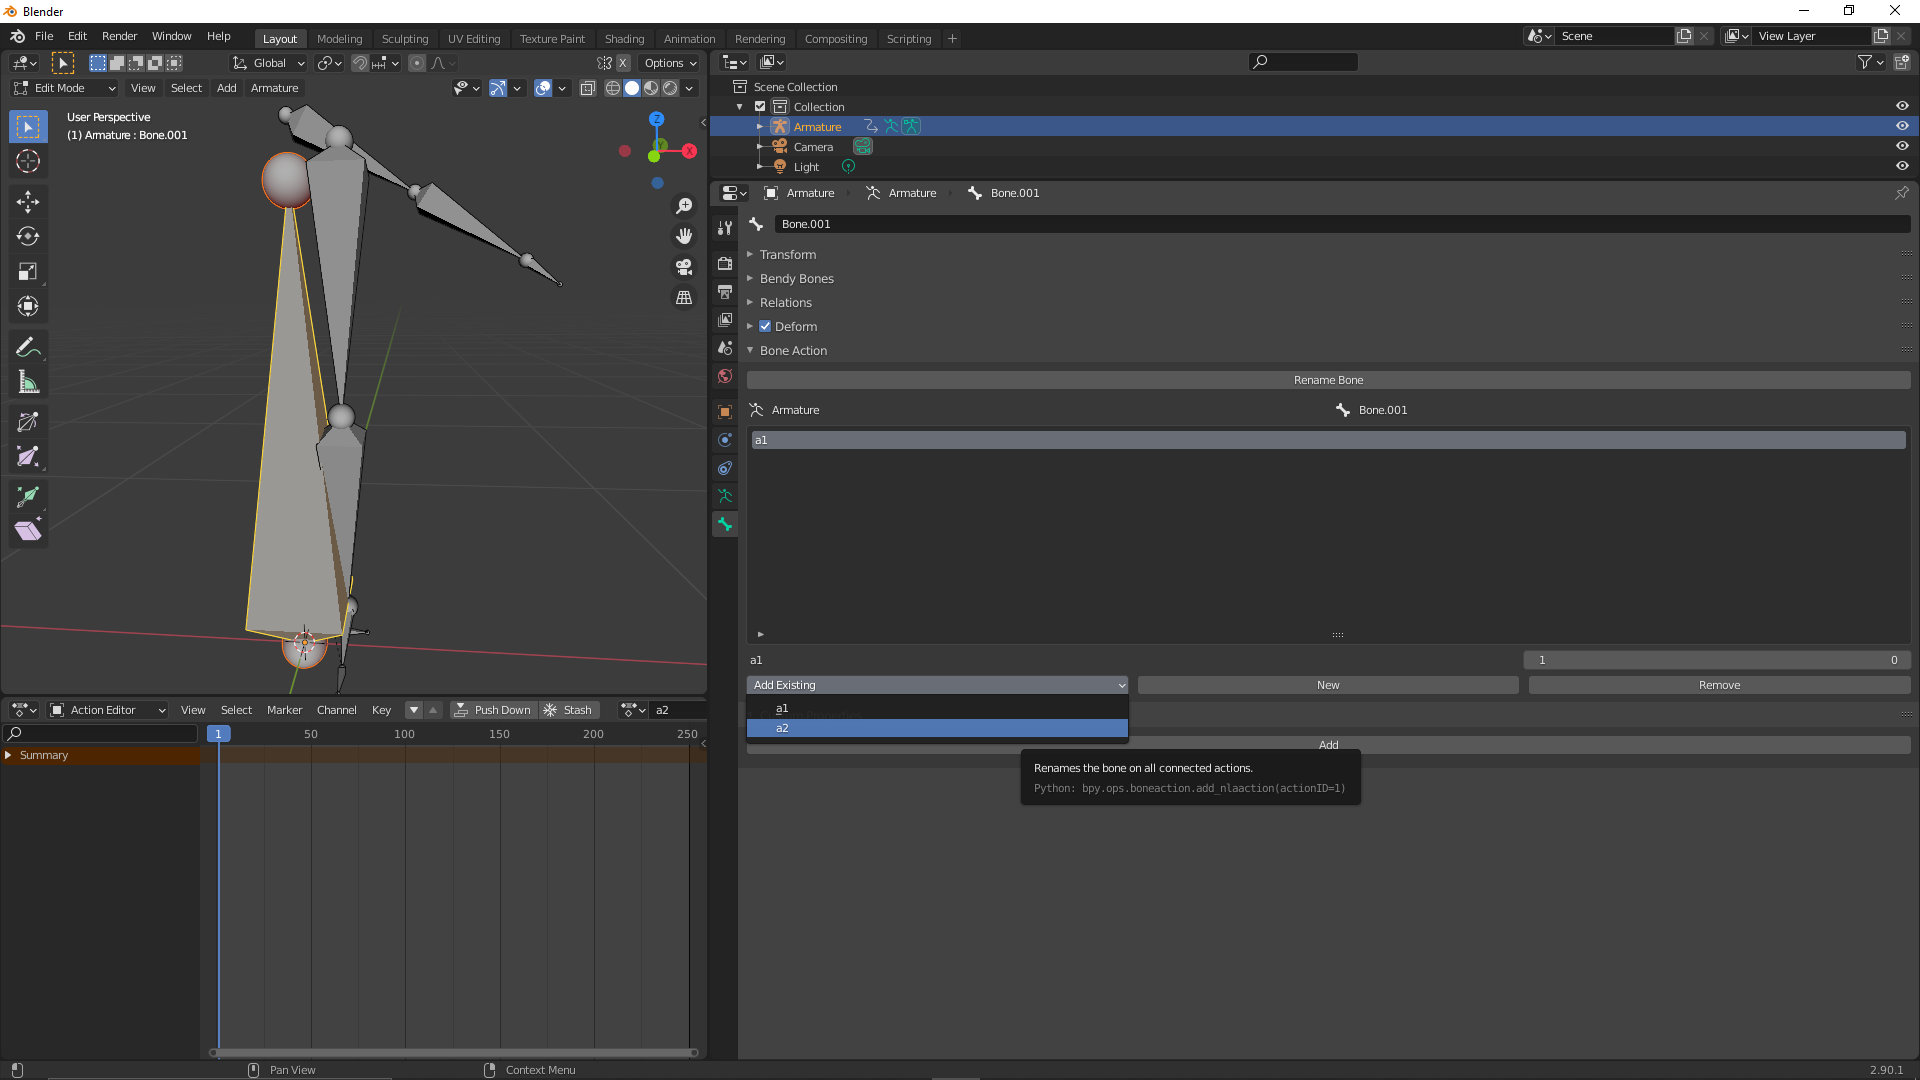 Blender
File Edit Render Window Help Layout Modeling Sculpting UV Editing Texture Paint Shading Animation Rendering Compositing Scripting + Scene View Layer
Global X Options
Edit Mode View Select Add Armature
User Perspective
(1) Armature : Bone.001
Z
Y
X
Scene Collection
Collection
Armature
Camera
Light
Armature Armature Bone.001
Bone.001
Transform
Bendy Bones
Relations
Deform
Bone Action
Rename Bone
Armature Bone.001
a1
a1 1 0
Add Existing New Remove
a1
a2
Add
Renames the bone on all connected actions.
Python: bpy.ops.boneaction.add_nlaaction(actionID=1)
Action Editor View Select Marker Channel Key Push Down Stash a2
1 50 100 150 200 250
Summary
Pan View Context Menu 2.90.1